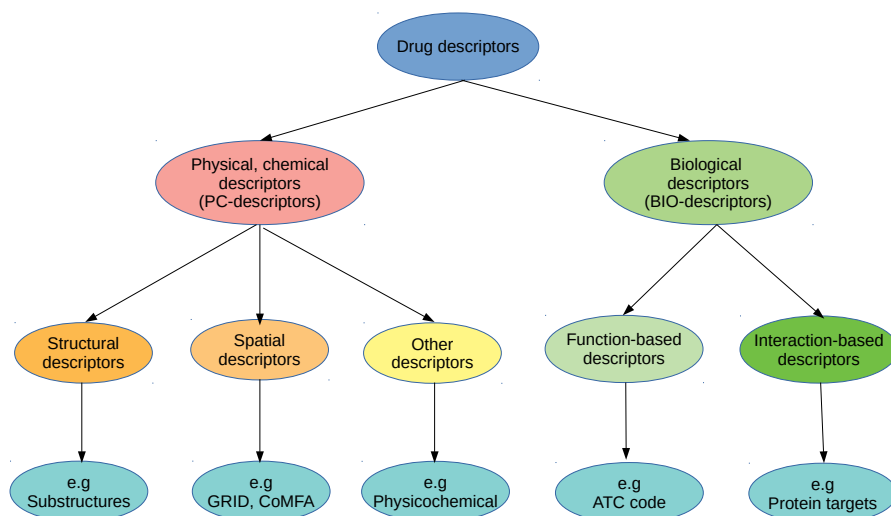 Drug descriptors
Physical, chemical
descriptors
(PC-descriptors)
Biological
descriptors
(BIO-descriptors)
Structural
descriptors
Spatial
descriptors
Other
descriptors
Function-based
descriptors
Interaction-based
descriptors
e.g
Substructures
e.g
GRID, CoMFA
e.g
Physicochemical
e.g
ATC code
e.g
Protein targets